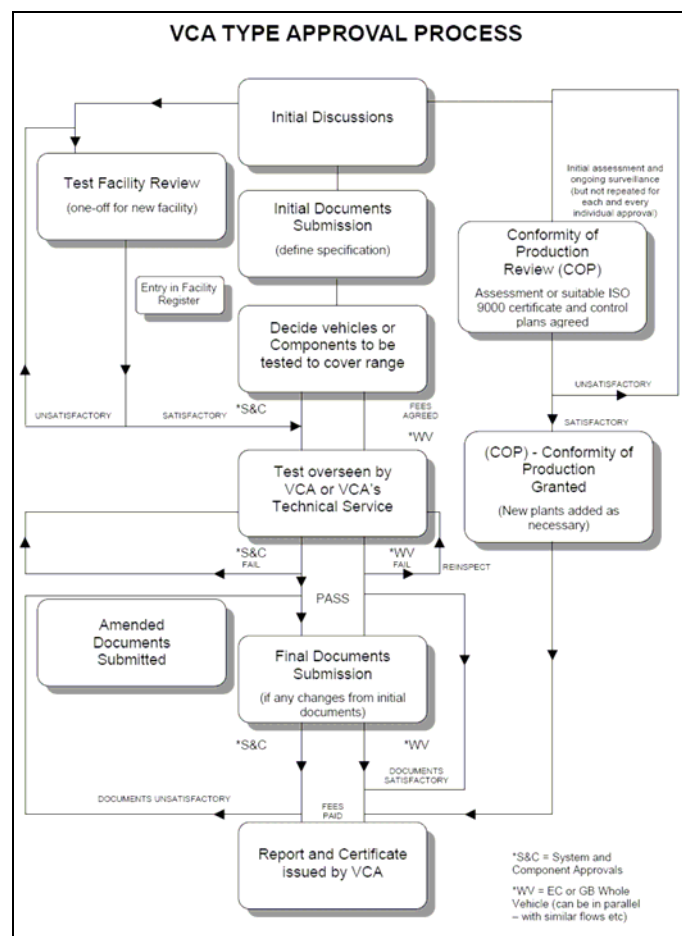 VCA TYPE APPROVAL PROCESS
Initial Discussions
Test Facility Review
(one-off for new facility)
Initial Documents
Submission
(define specification)
Initial assessment and
ongoing surveillance
(but not repeated for
each and every
individual approval)
Conformity of
Production
Review (COP)
Assessment or suitable ISO
9000 certificate and control
plans agreed
Entry in Facility
Register
Decide vehicles or
Components to be
tested to cover range
UNSATISFACTORY
SATISFACTORY
*S&C
FEES
AGREED
*WV
UNSATISFACTORY
SATISFACTORY
(COP) - Conformity of
Production
Granted
(New plants added as
necessary)
Test overseen by
VCA or VCA's
Technical Service
*S&C
FAIL
*WV
FAIL
REINSPECT
PASS
Amended
Documents
Submitted
Final Documents
Submission
(if any changes from initial
documents)
*S&C
*WV
DOCUMENTS
SATISFACTORY
DOCUMENTS UNSATISFACTORY
FEES
PAID
Report and Certificate
issued by VCA
*S&C = System and
Component Approvals
*WV = EC or GB Whole
Vehicle (can be in parallel
– with similar flows etc)